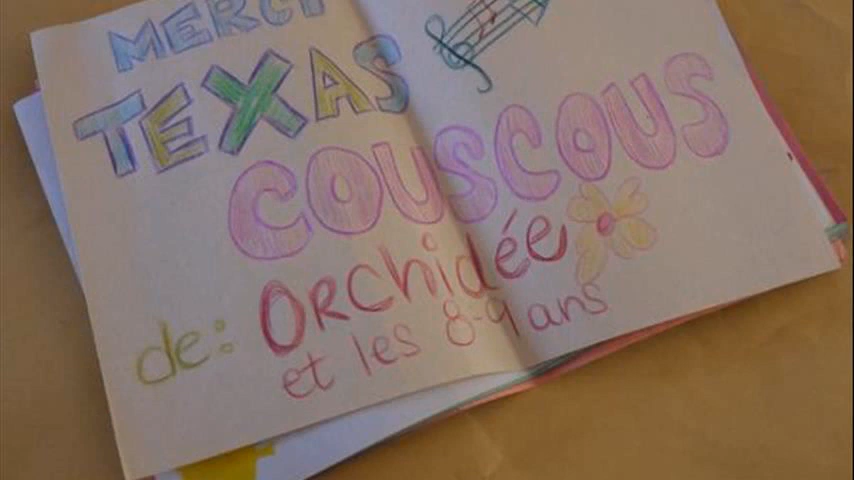 MERCI
TEXAS
COUSCOUS
de: ORchidée
et les 8-9 ans